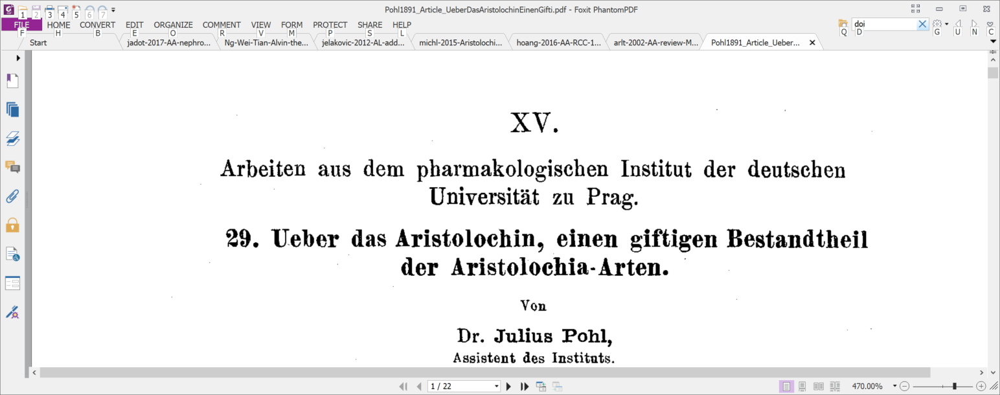 Pohl1891_Article_UeberDasAristolochinEinenGifti.pdf - Foxit PhantomPDF
1 2 3 4 5 6 7
FILE HOME CONVERT EDIT ORGANIZE COMMENT VIEW FORM PROTECT SHARE HELP
doi
F H B E O R V M P S L Q D G U N C
Start jadot-2017-AA-nephro... Ng-Wei-Tian-Alvin-the... jelakovic-2012-AL-add... michl-2015-Aristolochi... hoang-2016-AA-RCC-1... arlt-2002-AA-review-M... Pohl1891_Article_Ueber...
XV.
Arbeiten aus dem pharmakologischen Institut der deutschen
Universität zu Prag.
29. Ueber das Aristolochin, einen giftigen Bestandtheil
der Aristolochia-Arten.
Von
Dr. Julius Pohl,
Assistent des Instituts.
1 / 22
470.00%